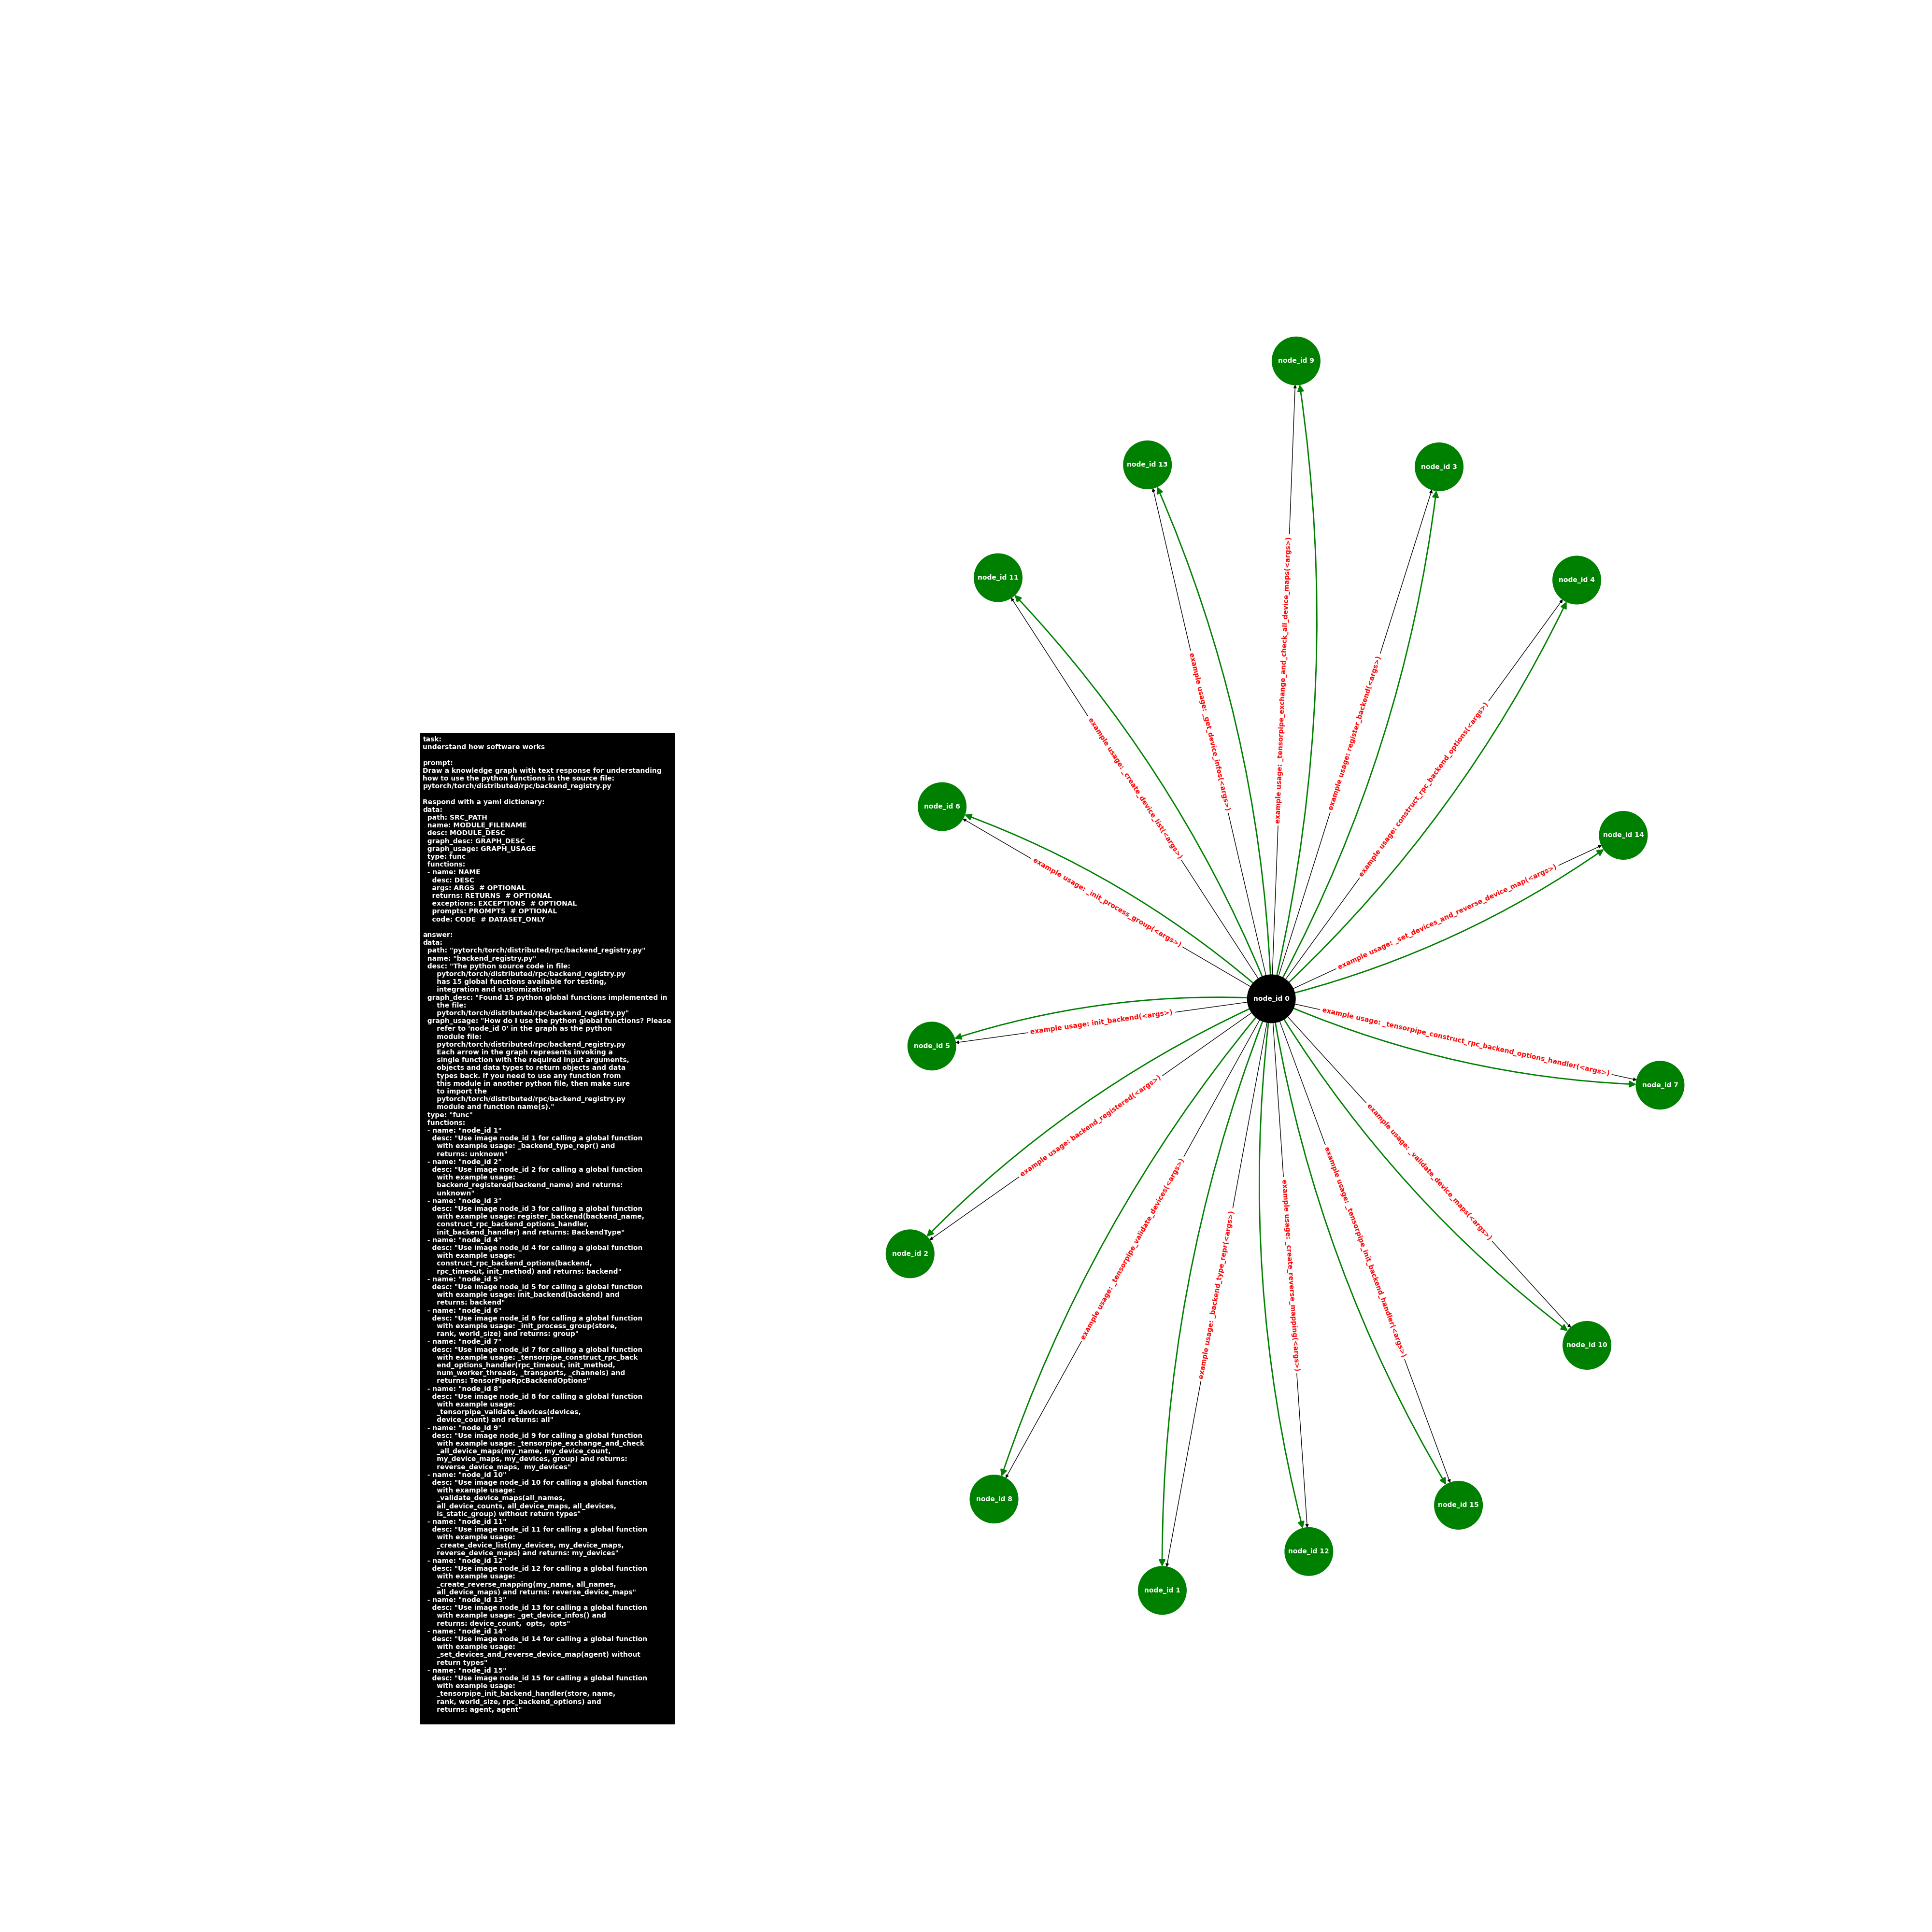 task:
understand how software works

prompt:
Draw a knowledge graph with text response for understanding
how to use the python functions in the source file:
pytorch/torch/distributed/rpc/backend_registry.py

Respond with a yaml dictionary:
data:
  path: SRC_PATH
  name: MODULE_FILENAME
  desc: MODULE_DESC
  graph_desc: GRAPH_DESC
  graph_usage: GRAPH_USAGE
  type: func
  functions:
  - name: NAME
    desc: DESC
    args: ARGS  # OPTIONAL
    returns: RETURNS  # OPTIONAL
    exceptions: EXCEPTIONS  # OPTIONAL
    prompts: PROMPTS  # OPTIONAL
    code: CODE  # DATASET_ONLY

answer:
data:
  path: "pytorch/torch/distributed/rpc/backend_registry.py"
  name: "backend_registry.py"
  desc: "The python source code in file:
      pytorch/torch/distributed/rpc/backend_registry.py
      has 15 global functions available for testing,
      integration and customization"
  graph_desc: "Found 15 python global functions implemented in
      the file:
      pytorch/torch/distributed/rpc/backend_registry.py"
  graph_usage: "How do I use the python global functions? Please
      refer to 'node_id 0' in the graph as the python
      module file:
      pytorch/torch/distributed/rpc/backend_registry.py
      Each arrow in the graph represents invoking a
      single function with the required input arguments,
      objects and data types to return objects and data
      types back. If you need to use any function from
      this module in another python file, then make sure
      to import the
      pytorch/torch/distributed/rpc/backend_registry.py
      module and function name(s)."
  type: "func"
  functions:
  - name: "node_id 1"
    desc: "Use image node_id 1 for calling a global function
      with example usage: _backend_type_repr() and
      returns: unknown"
  - name: "node_id 2"
    desc: "Use image node_id 2 for calling a global function
      with example usage:
      backend_registered(backend_name) and returns:
      unknown"
  - name: "node_id 3"
    desc: "Use image node_id 3 for calling a global function
      with example usage: register_backend(backend_name,
      construct_rpc_backend_options_handler,
      init_backend_handler) and returns: BackendType"
  - name: "node_id 4"
    desc: "Use image node_id 4 for calling a global function
      with example usage:
      construct_rpc_backend_options(backend,
      rpc_timeout, init_method) and returns: backend"
  - name: "node_id 5"
    desc: "Use image node_id 5 for calling a global function
      with example usage: init_backend(backend) and
      returns: backend"
  - name: "node_id 6"
    desc: "Use image node_id 6 for calling a global function
      with example usage: _init_process_group(store,
      rank, world_size) and returns: group"
  - name: "node_id 7"
    desc: "Use image node_id 7 for calling a global function
      with example usage: _tensorpipe_construct_rpc_back
      end_options_handler(rpc_timeout, init_method,
      num_worker_threads, _transports, _channels) and
      returns: TensorPipeRpcBackendOptions"
  - name: "node_id 8"
    desc: "Use image node_id 8 for calling a global function
      with example usage:
      _tensorpipe_validate_devices(devices,
      device_count) and returns: all"
  - name: "node_id 9"
    desc: "Use image node_id 9 for calling a global function
      with example usage: _tensorpipe_exchange_and_check
      _all_device_maps(my_name, my_device_count,
      my_device_maps, my_devices, group) and returns:
      reverse_device_maps,  my_devices"
  - name: "node_id 10"
    desc: "Use image node_id 10 for calling a global function
      with example usage:
      _validate_device_maps(all_names,
      all_device_counts, all_device_maps, all_devices,
      is_static_group) without return types"
  - name: "node_id 11"
    desc: "Use image node_id 11 for calling a global function
      with example usage:
      _create_device_list(my_devices, my_device_maps,
      reverse_device_maps) and returns: my_devices"
  - name: "node_id 12"
    desc: "Use image node_id 12 for calling a global function
      with example usage:
      _create_reverse_mapping(my_name, all_names,
      all_device_maps) and returns: reverse_device_maps"
  - name: "node_id 13"
    desc: "Use image node_id 13 for calling a global function
      with example usage: _get_device_infos() and
      returns: device_count,  opts,  opts"
  - name: "node_id 14"
    desc: "Use image node_id 14 for calling a global function
      with example usage:
      _set_devices_and_reverse_device_map(agent) without
      return types"
  - name: "node_id 15"
    desc: "Use image node_id 15 for calling a global function
      with example usage:
      _tensorpipe_init_backend_handler(store, name,
      rank, world_size, rpc_backend_options) and
      returns: agent, agent"
node_id 9
node_id 13
node_id 3
node_id 11
node_id 4
node_id 6
node_id 14
node_id 0
node_id 5
node_id 7
node_id 2
node_id 10
node_id 8
node_id 15
node_id 12
node_id 1
example usage: _tensorpipe_exchange_and_check_all_device_maps(<args>)
example usage: _get_device_infos(<args>)
example usage: register_backend(<args>)
example usage: _create_device_list(<args>)
example usage: construct_rpc_backend_options(<args>)
example usage: _init_process_group(<args>)
example usage: _set_devices_and_reverse_device_map(<args>)
example usage: init_backend(<args>)
example usage: _tensorpipe_construct_rpc_backend_options_handler(<args>)
example usage: backend_registered(<args>)
example usage: _validate_device_maps(<args>)
example usage: _tensorpipe_validate_devices(<args>)
example usage: _tensorpipe_init_backend_handler(<args>)
example usage: _backend_type_repr(<args>)
example usage: _create_reverse_mapping(<args>)